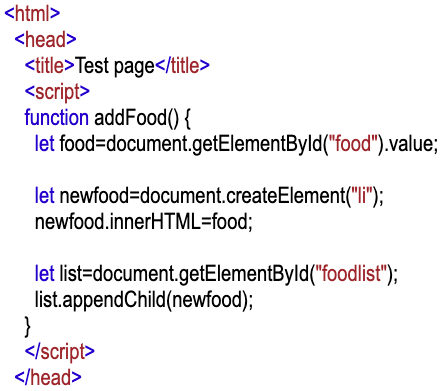 <html>
<head>
<title>Test page</title>
<script>
function addFood() {
let food=document.getElementById("food").value;
let newfood=document.createElement("li");
newfood.innerHTML=food;
let list=document.getElementById("foodlist");
list.appendChild(newfood);
}
</script>
</head>